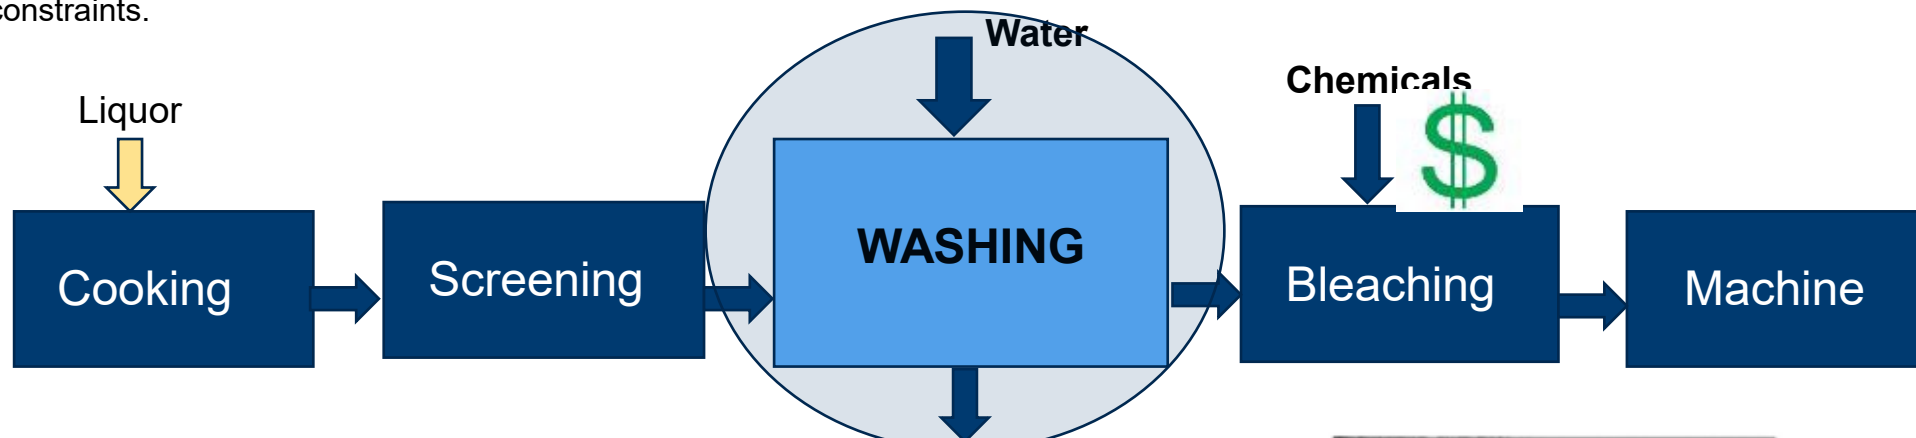 constraints.
Water
Chemicals
Liquor
$
WASHING
Screening
Cooking
Bleaching
Machine